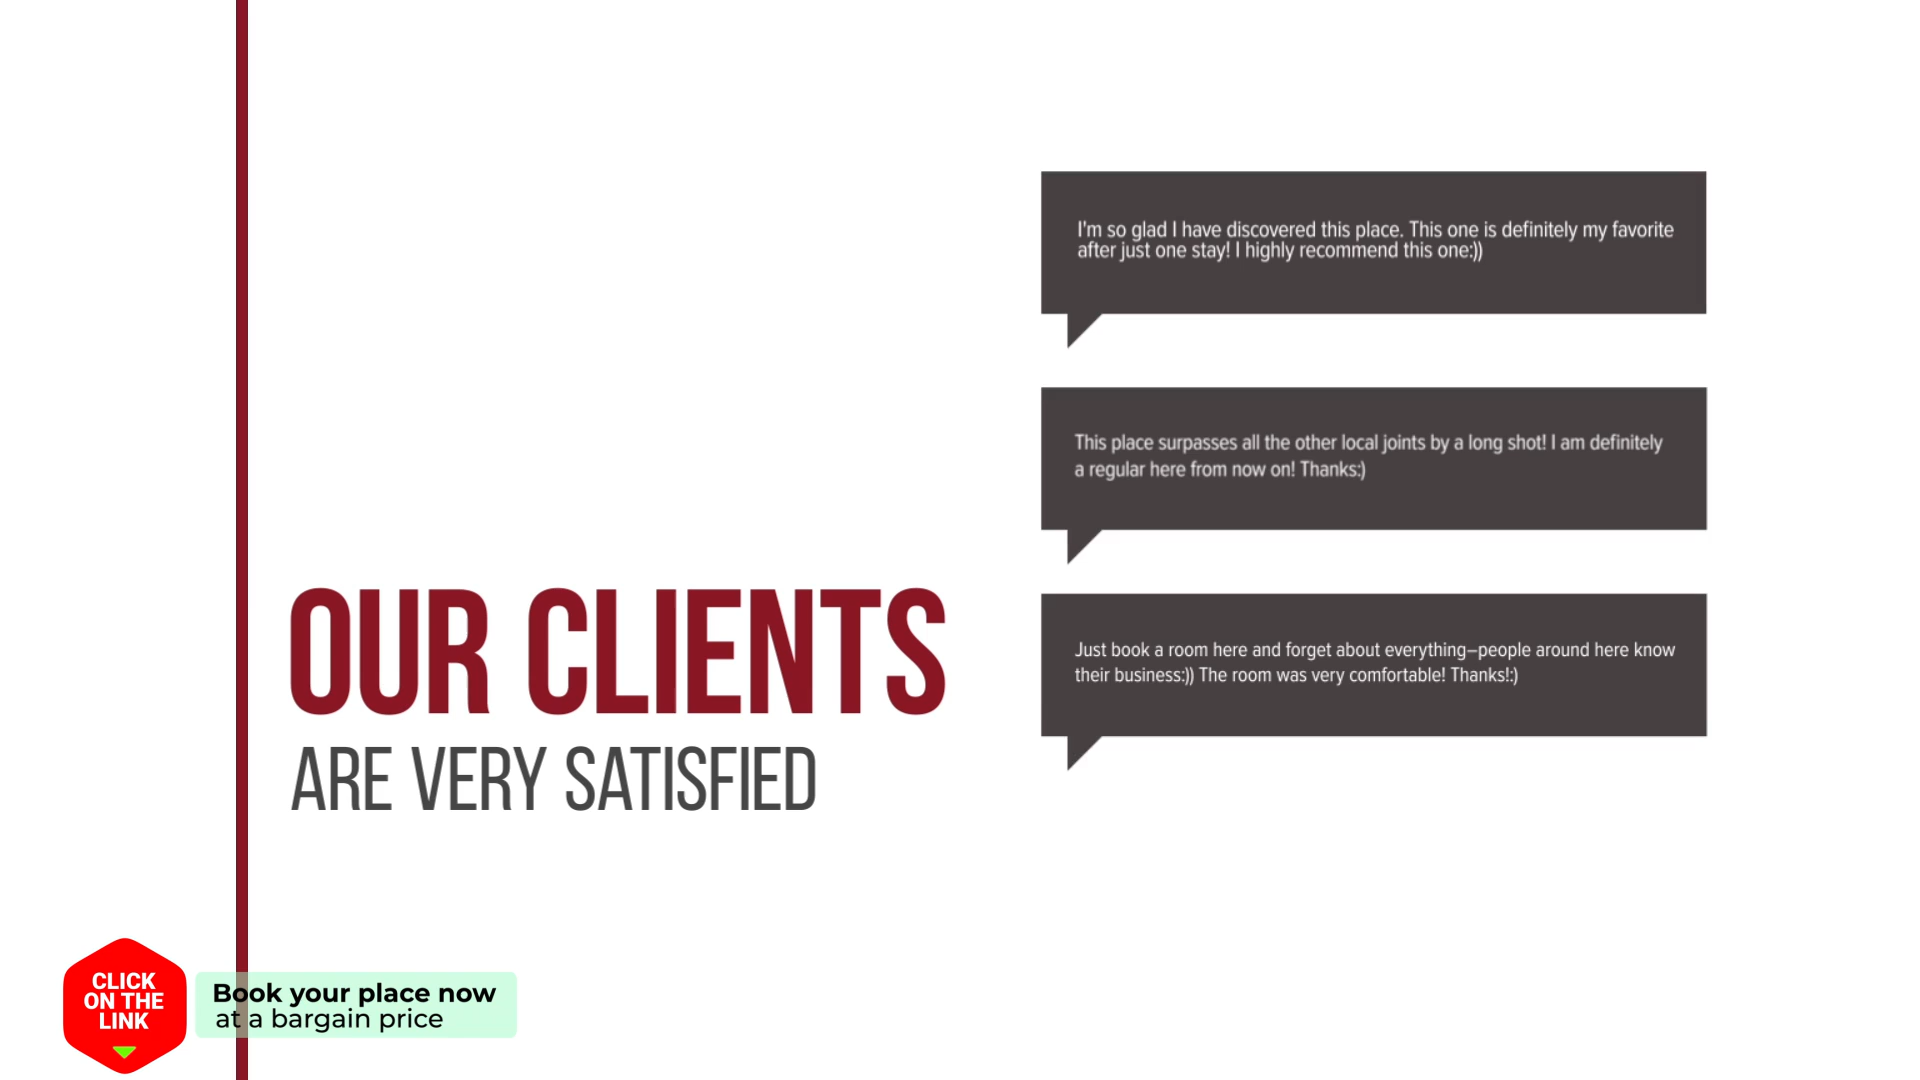 I'm so glad I have discovered this place. This one is definitely my favorite
after just one stay! I highly recommend this one:))
This place surpasses all the other local joints by a long shot! I am definitely
a regular here from now on! Thanks:)
Just book a room here and forget about everything–people around here know
their business:)) The room was very comfortable! Thanks!:)
OUR CLIENTS
ARE VERY SATISFIED
CLICK
ON THE
LINK
Book your place now
at a bargain price